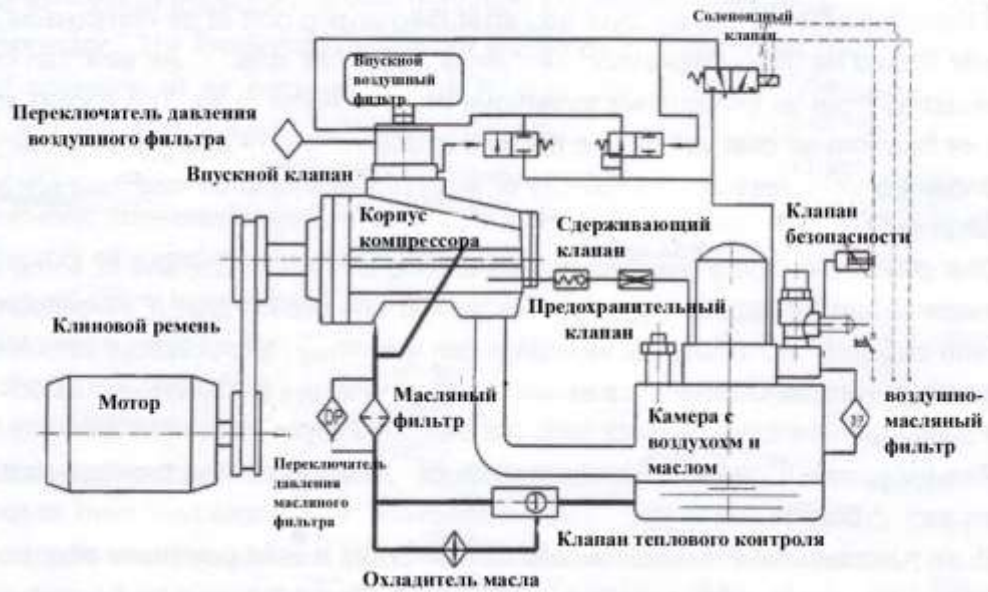 Соленоидный
клапан
Впускной
воздушный
фильтр
Переключатель давления
воздушного фильтра
Впускной клапан
Корпус
компрессора
Сдерживающий
клапан
Клапан
безопасности
Предохранительный
клапан
Клиновой ремень
Мотор
DP
Масляный
фильтр
Камера с
воздухохм и
маслом
воздушно-
масляный
фильтр
Переключатель
давления
масляного
фильтра
Клапан теплового контроля
Охладитель масла